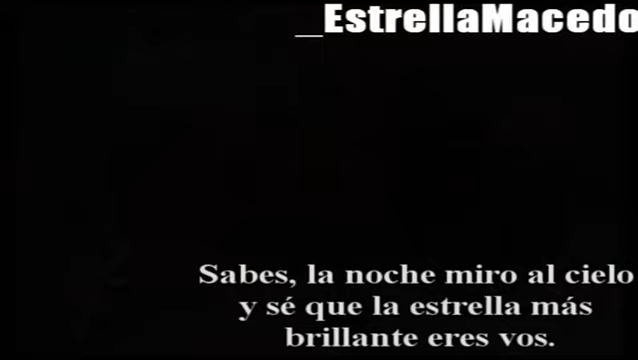 _EstrellaMacedo
Sabes, la noche miro al cielo
y sé que la estrella más
brillante eres vos.